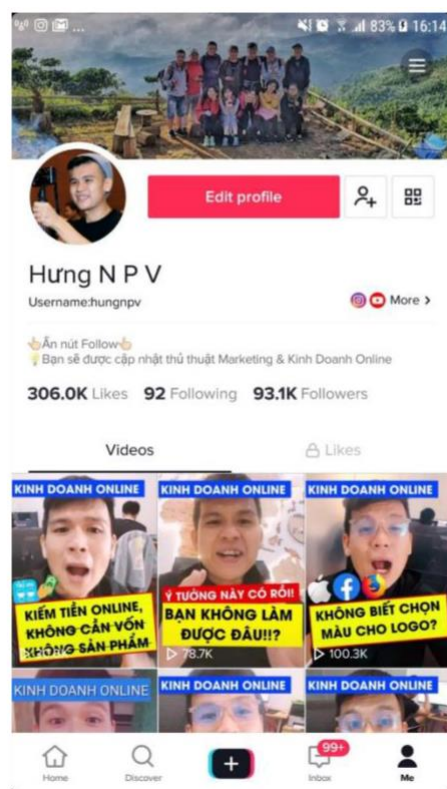 83% 16:14
Edit profile
Hưng N P V
Username:hungnpv
More >
Ấn nút Follow
Bạn sẽ được cập nhật thủ thuật Marketing & Kinh Doanh Online
306.0K Likes 92 Following 93.1K Followers
Videos
Likes
KINH DOANH ONLINE
KIẾM TIỀN ONLINE,
KHÔNG CẦN VỐN
KHÔNG SẢN PHẨM
KINH DOANH ONLINE
Ý TƯỞNG NÀY CÓ RỒI!
BẠN KHÔNG LÀM
ĐƯỢC ĐÂU!!?
78.7K
KINH DOANH ONLINE
KHÔNG BIẾT CHỌN
MÀU CHO LOGO?
100.3K
KINH DOANH ONLINE
KINH DOANH ONLINE
KINH DOANH ONLINE
99+
Home
Discover
Inbox
Me